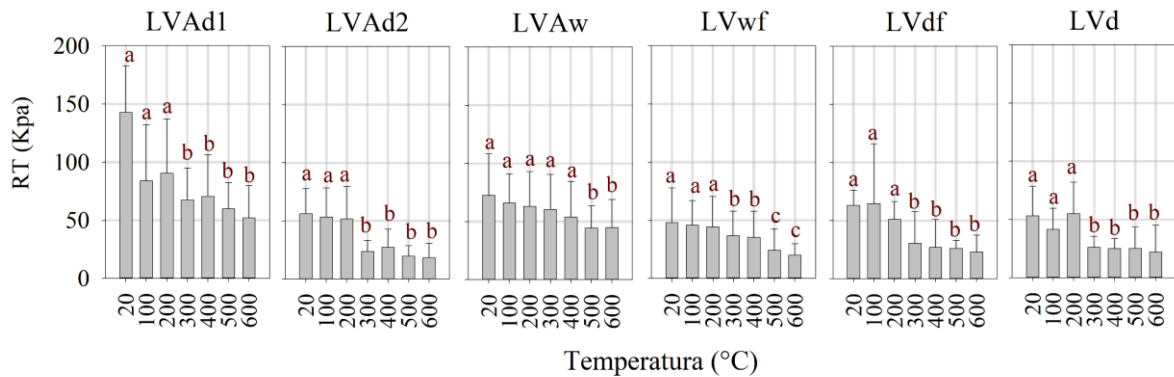 LVAd1 LVAd2 LVAw LVwf LVdf LVd
200
150
100
50
0
RT (Kpa)
a a a b b b b
a a a b b b b
a a a a a b b
a a a b b c c
a a a b b b b
a a a b b b b
20 100 200 300 400 500 600
20 100 200 300 400 500 600
20 100 200 300 400 500 600
20 100 200 300 400 500 600
20 100 200 300 400 500 600
20 100 200 300 400 500 600
Temperatura (°C)